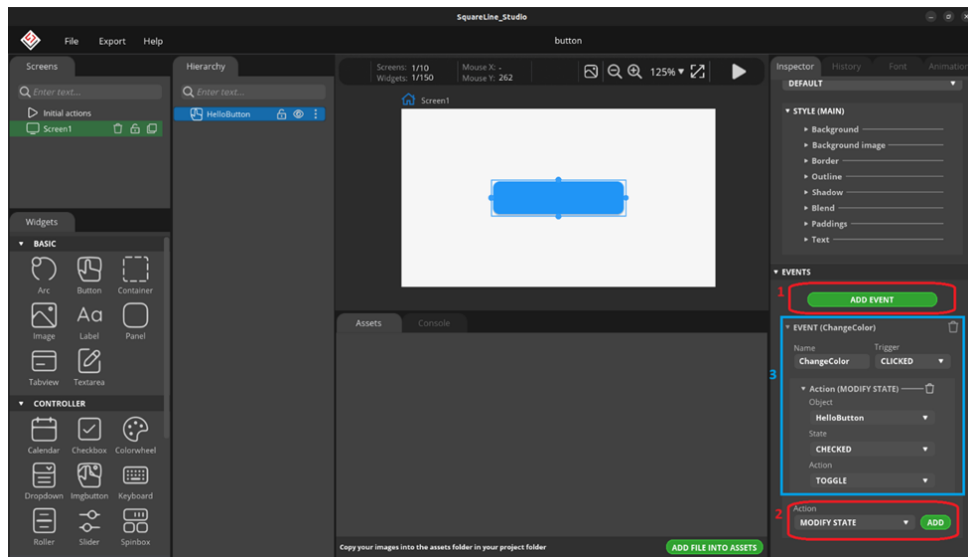 SquareLine_Studio
File Export Help
button
Screens
Enter text...
Initial actions
Screen1
Hierarchy
Enter text...
HelloButton
Screens: 1/10
Widgets: 1/150
Mouse X: -
Mouse Y: 262
125%
Screen1
Widgets
BASIC
Arc Button Container
Image Label Panel
Tabview Textarea
CONTROLLER
Calendar Checkbox Colorwheel
Dropdown Imgbutton Keyboard
Roller Slider Spinbox
Assets Console
Copy your images into the assets folder in your project folder
ADD FILE INTO ASSETS
Inspector History Font Animation
DEFAULT
STYLE (MAIN)
Background
Background image
Border
Outline
Shadow
Blend
Paddings
Text
EVENTS
1
ADD EVENT
3
EVENT (ChangeColor)
Name Trigger
ChangeColor CLICKED
Action (MODIFY STATE)
Object
HelloButton
State
CHECKED
Action
TOGGLE
2
Action
MODIFY STATE ADD